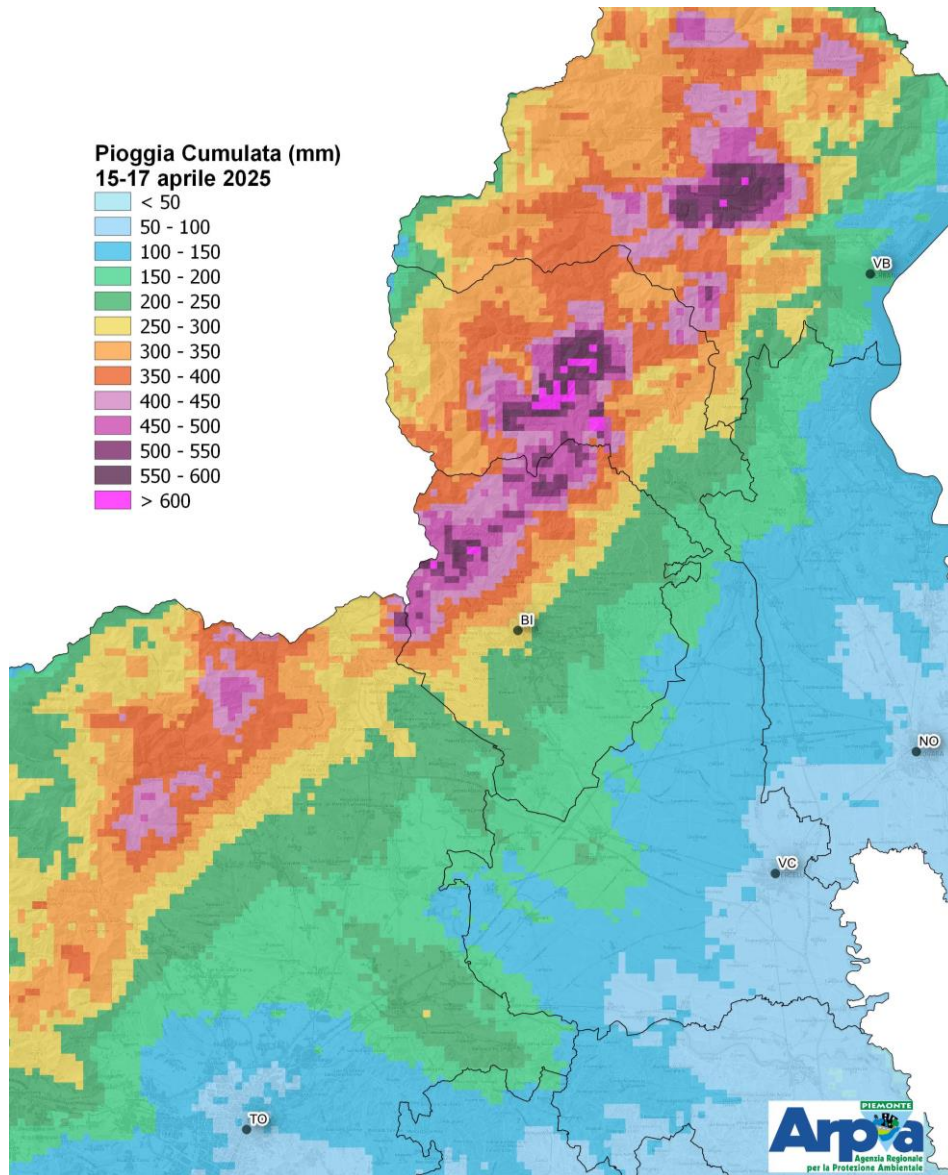 Pioggia Cumulata (mm)
15-17 aprile 2025
< 50
50 - 100
100 - 150
150 - 200
200 - 250
250 - 300
300 - 350
350 - 400
400 - 450
450 - 500
500 - 550
550 - 600
> 600
VB
BI
NO
VC
TO
PIEMONTE
Arpa
Agenzia Regionale
per la Protezione Ambientale